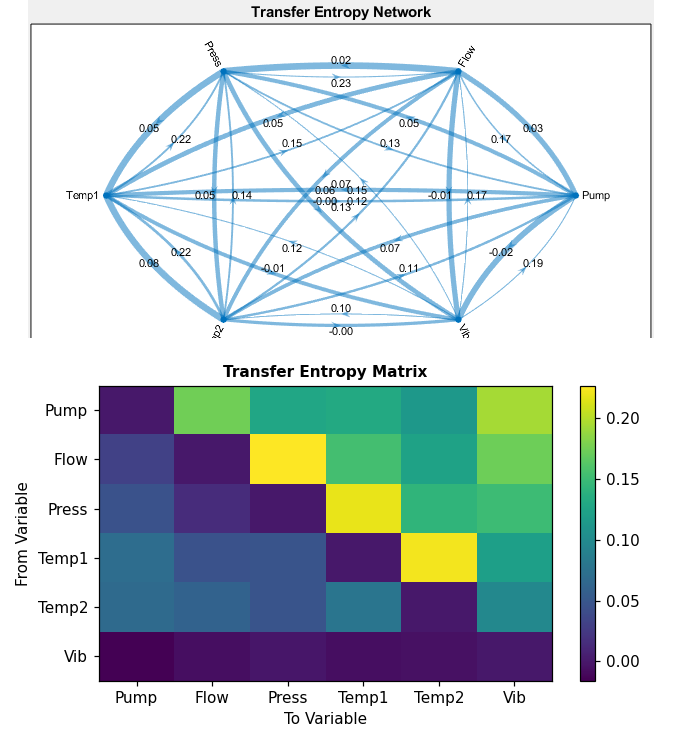 Transfer Entropy Network
Press
Flow
0.02
0.23
0.05
0.22
0.05
0.15
0.05
0.13
0.17
0.03
Temp1
0.05
0.14
0.07
0.06
0.15
-0.00
0.12
0.13
-0.01
0.17
Pump
0.08
0.22
0.12
-0.01
0.07
0.11
-0.02
0.19
0.10
-0.00
Transfer Entropy Matrix
From Variable
Pump
Flow
Press
Temp1
Temp2
Vib
Pump Flow Press Temp1 Temp2 Vib
To Variable
0.20
0.15
0.10
0.05
0.00